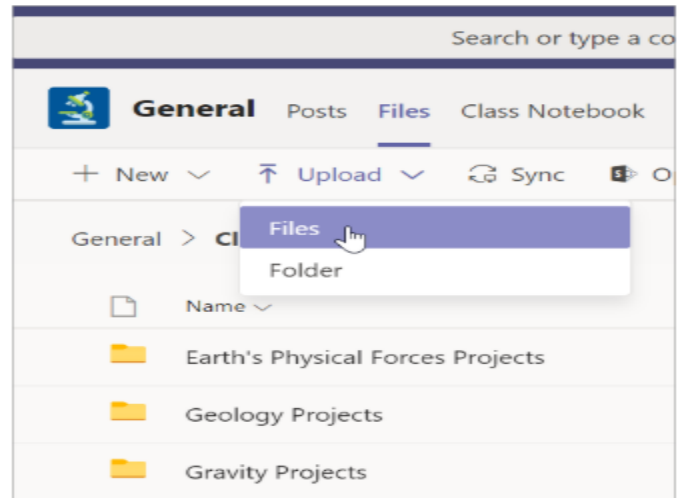 Search or type a co
General Posts Files Class Notebook
+ New Upload Sync O
General > Cl
Files
Folder
Name
Earth's Physical Forces Projects
Geology Projects
Gravity Projects